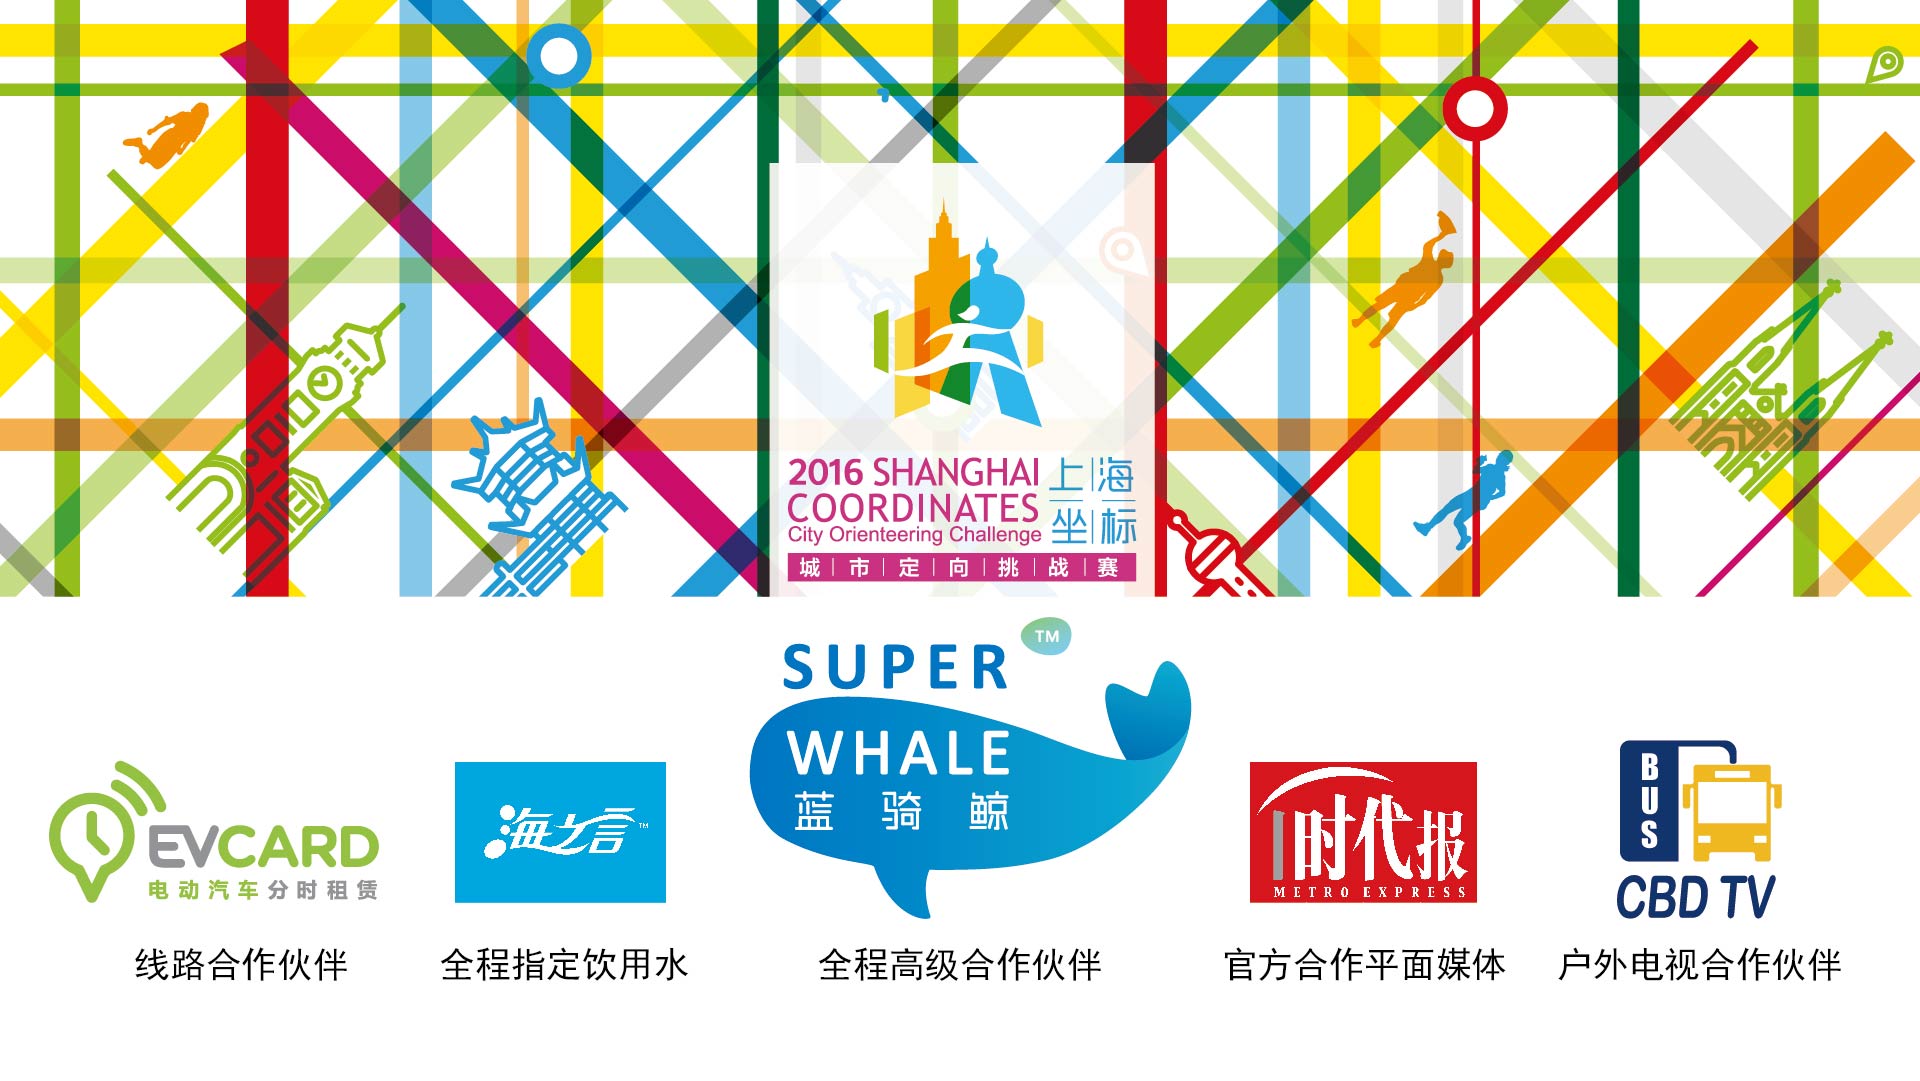 2016 SHANGHAI
COORDINATES
City Orienteering Challenge
上海
坐标
城市定向挑战赛
SUPER
TM
WHALE
蓝骑鲸
EVCARD
电动汽车分时租赁
海之言
TM
时代报
METRO EXPRESS
BUS
CBD TV
线路合作伙伴
全程指定饮用水
全程高级合作伙伴
官方合作平面媒体
户外电视合作伙伴